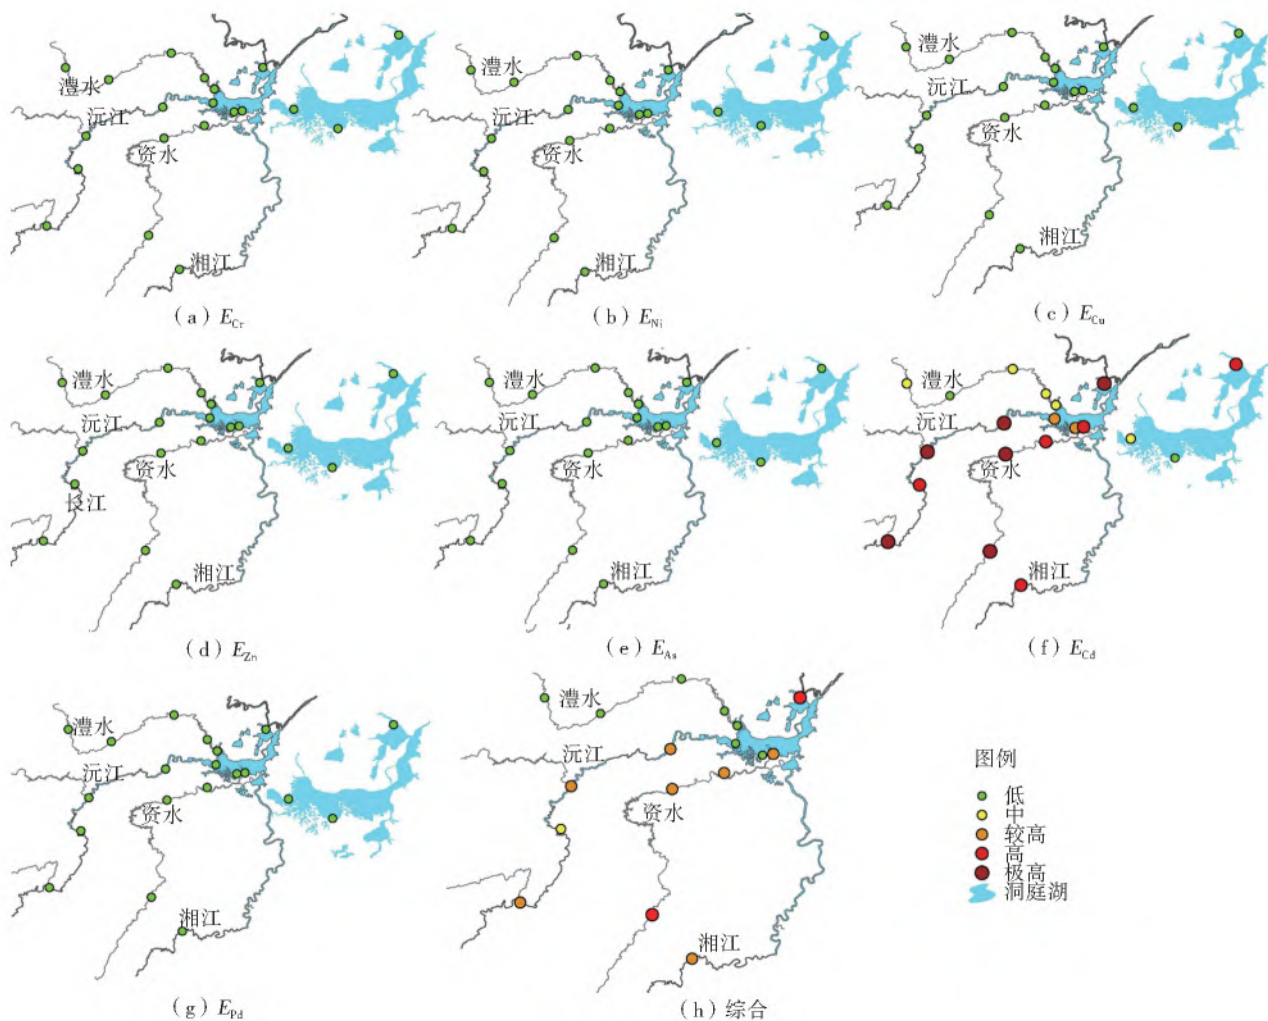 澧水
沅江
资水
湘江
(a) E_Cr
澧水
沅江
资水
湘江
(b) E_Ni
澧水
沅江
资水
湘江
(c) E_Cu
澧水
沅江
资水
长江
湘江
(d) E_Zn
澧水
沅江
资水
湘江
(e) E_As
澧水
沅江
资水
湘江
(f) E_Cd
澧水
沅江
资水
湘江
(g) E_Pd
澧水
沅江
资水
湘江
(h) 综合
图例
低
中
较高
高
极高
洞庭湖